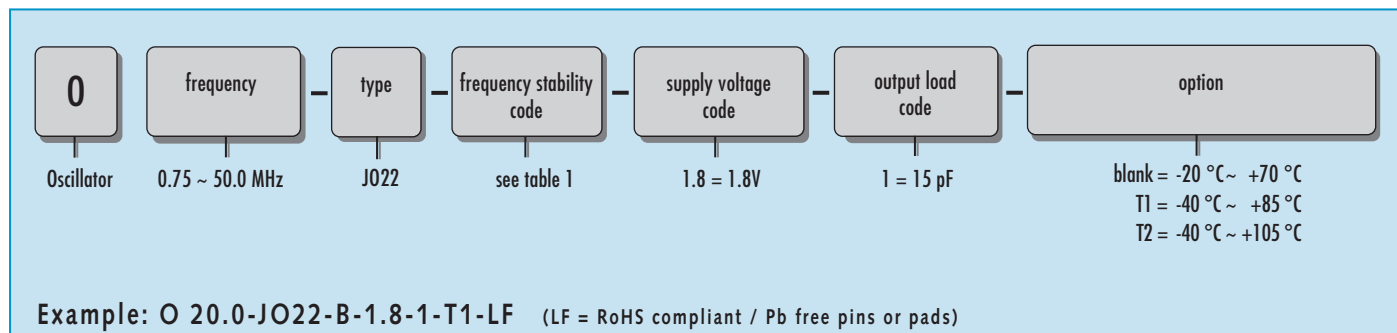 O
frequency
–
type
–
frequency stability
code
–
supply voltage
code
–
output load
code
–
option
Oscillator
0.75 ~ 50.0 MHz
JO22
see table 1
1.8 = 1.8V
1 = 15 pF
blank = -20 °C ~ +70 °C
T1 = -40 °C ~ +85 °C
T2 = -40 °C ~ +105 °C
Example: O 20.0-JO22-B-1.8-1-T1-LF (LF = RoHS compliant / Pb free pins or pads)